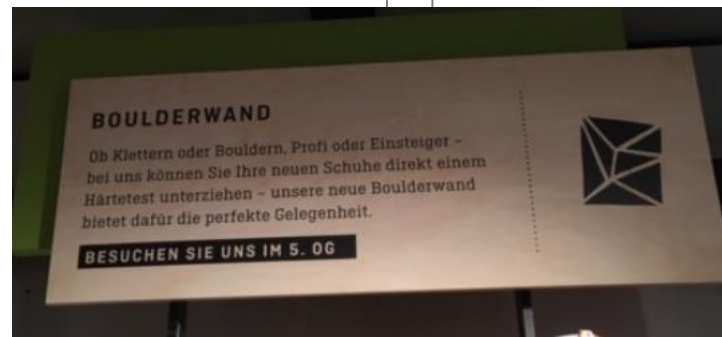 BOULDERWAND
Ob Klettern oder Bouldern, Profi oder Einsteiger –
bei uns können Sie Ihre neuen Schuhe direkt einem
Härtetest unterziehen – unsere neue Boulderwand
bietet dafür die perfekte Gelegenheit.
BESUCHEN SIE UNS IM 5. OG